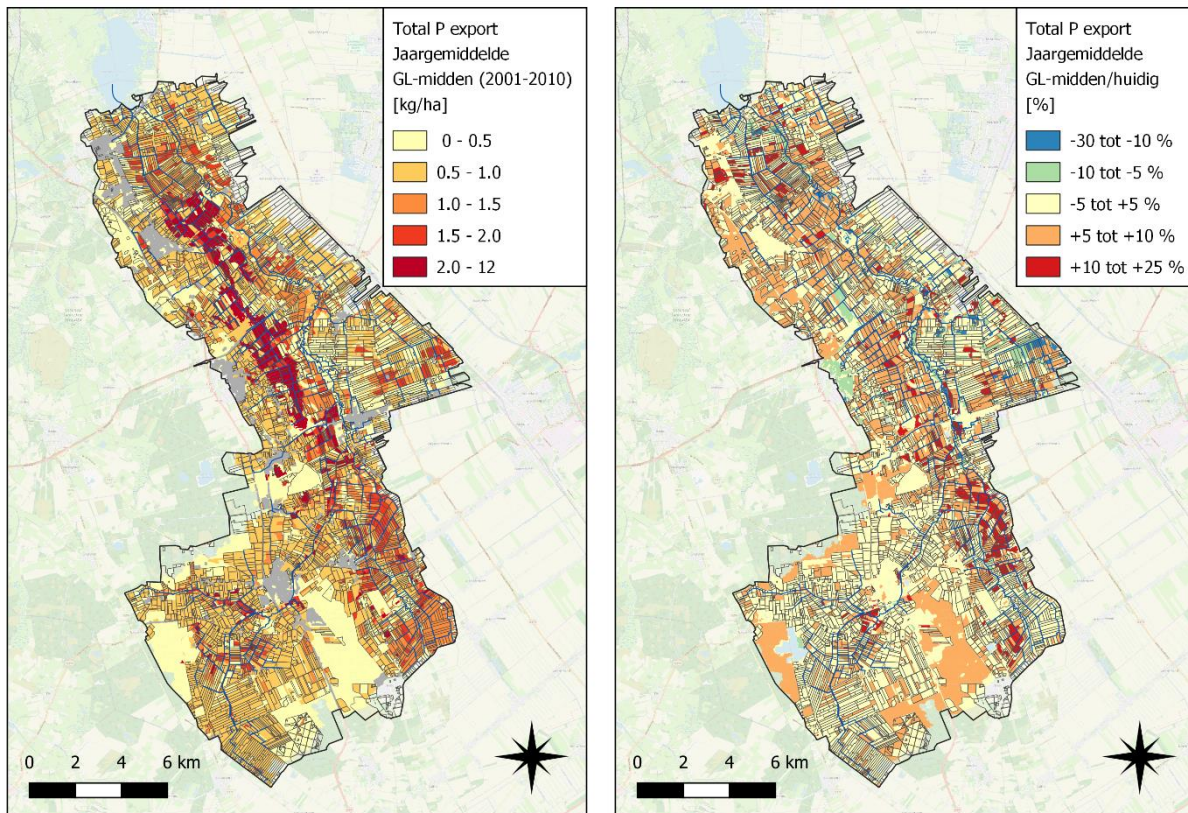 Total P export
Jaargemiddelde
GL-midden (2001-2010)
[kg/ha]
0 - 0.5
0.5 - 1.0
1.0 - 1.5
1.5 - 2.0
2.0 - 12
0 2 4 6 km
Total P export
Jaargemiddelde
GL-midden/huidig
[%]
-30 tot -10 %
-10 tot -5 %
-5 tot +5 %
+5 tot +10 %
+10 tot +25 %
0 2 4 6 km